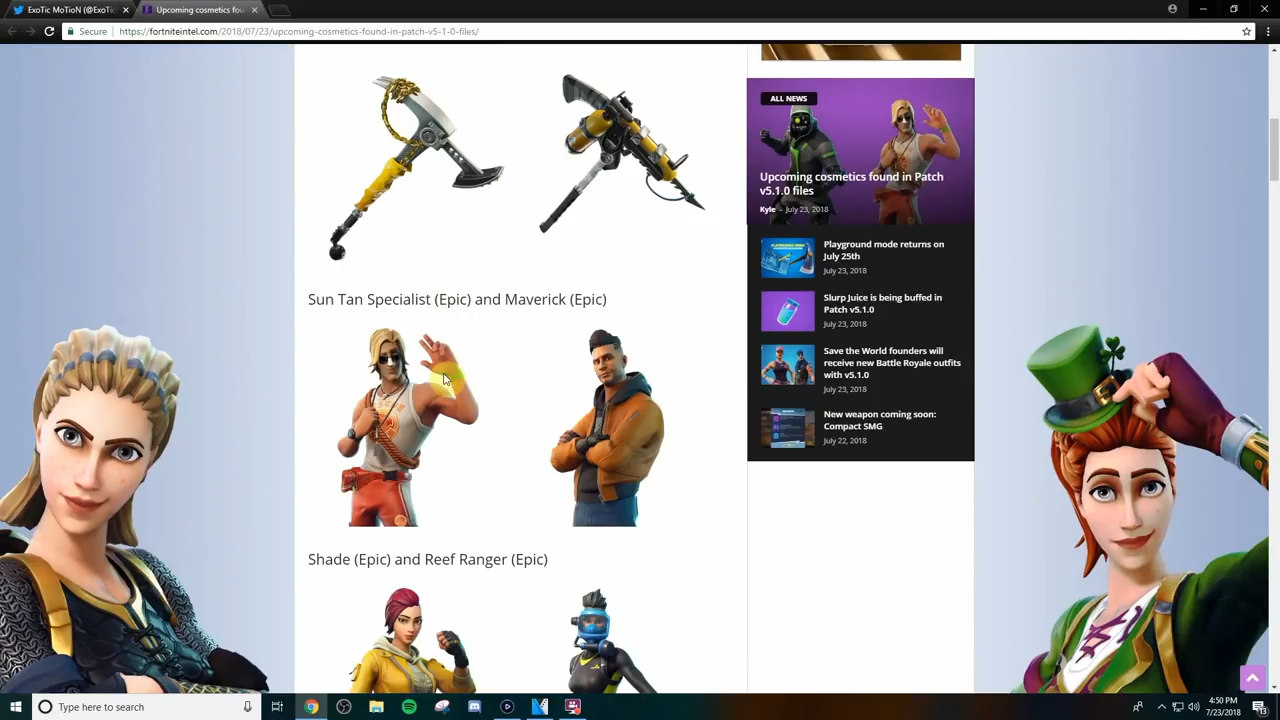 ExoTic MoTioN (@ExoTic
Upcoming cosmetics fou
Secure
https://fortniteintel.com/2018/07/23/upcoming-cosmetics-found-in-patch-v5-1-0-files/
Sun Tan Specialist (Epic) and Maverick (Epic)
Shade (Epic) and Reef Ranger (Epic)
ALL NEWS
Upcoming cosmetics found in Patch
v5.1.0 files
Kyle - July 23, 2018
Playground mode returns on
July 25th
July 23, 2018
Slurp Juice is being buffed in
Patch v5.1.0
July 23, 2018
Save the World founders will
receive new Battle Royale outfits
with v5.1.0
July 23, 2018
New weapon coming soon:
Compact SMG
July 22, 2018
Type here to search
4:50 PM
7/23/2018